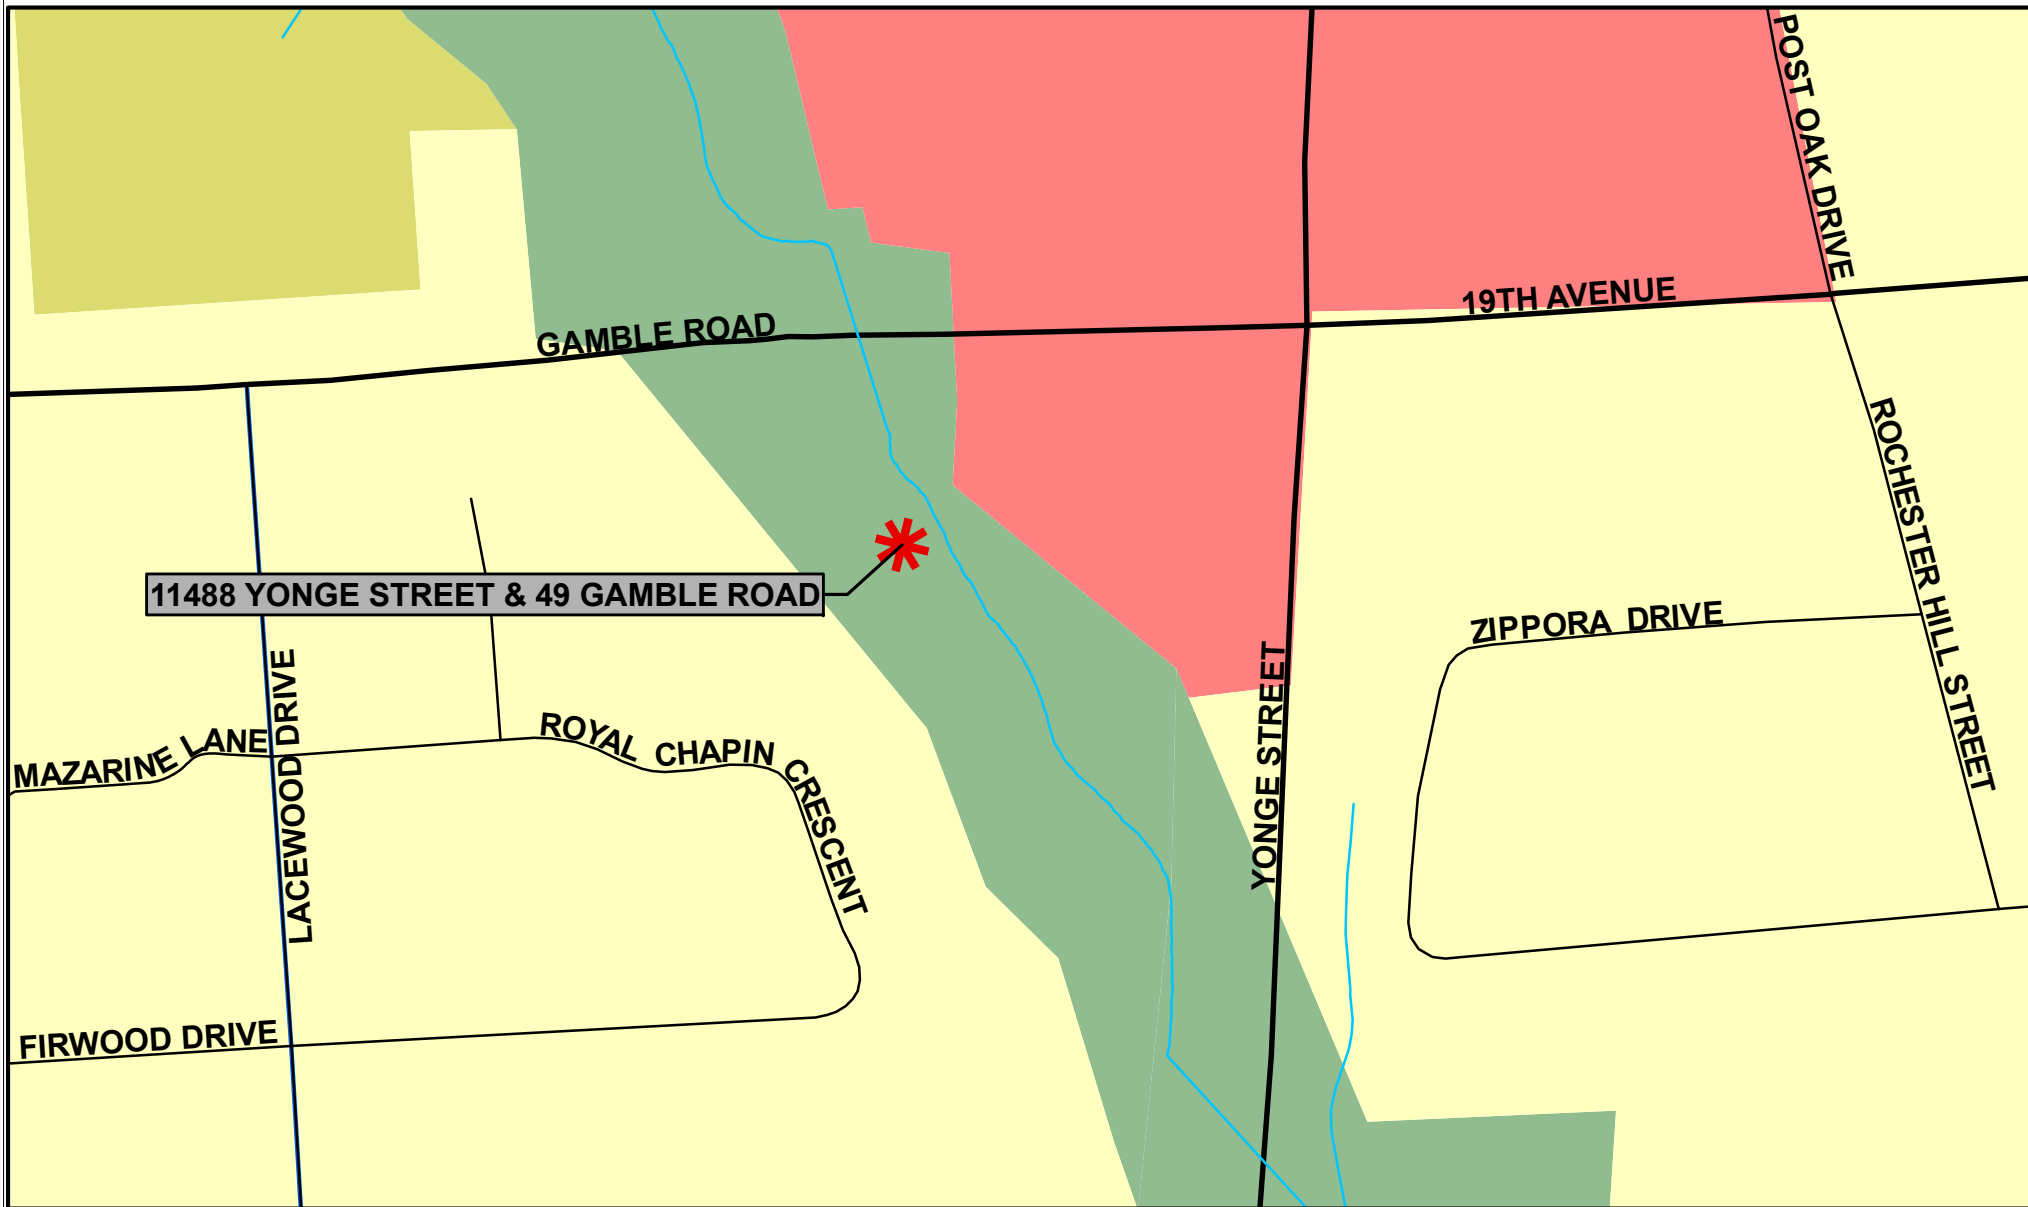 POST OAK DRIVE
19TH AVENUE
GAMBLE ROAD
ROCHESTER HILL STREET
11488 YONGE STREET & 49 GAMBLE ROAD
ZIPPORA DRIVE
YONGE STREET
LACEWOOD DRIVE
MAZARINE LANE
ROYAL CHAPIN CRESCENT
FIRWOOD DRIVE